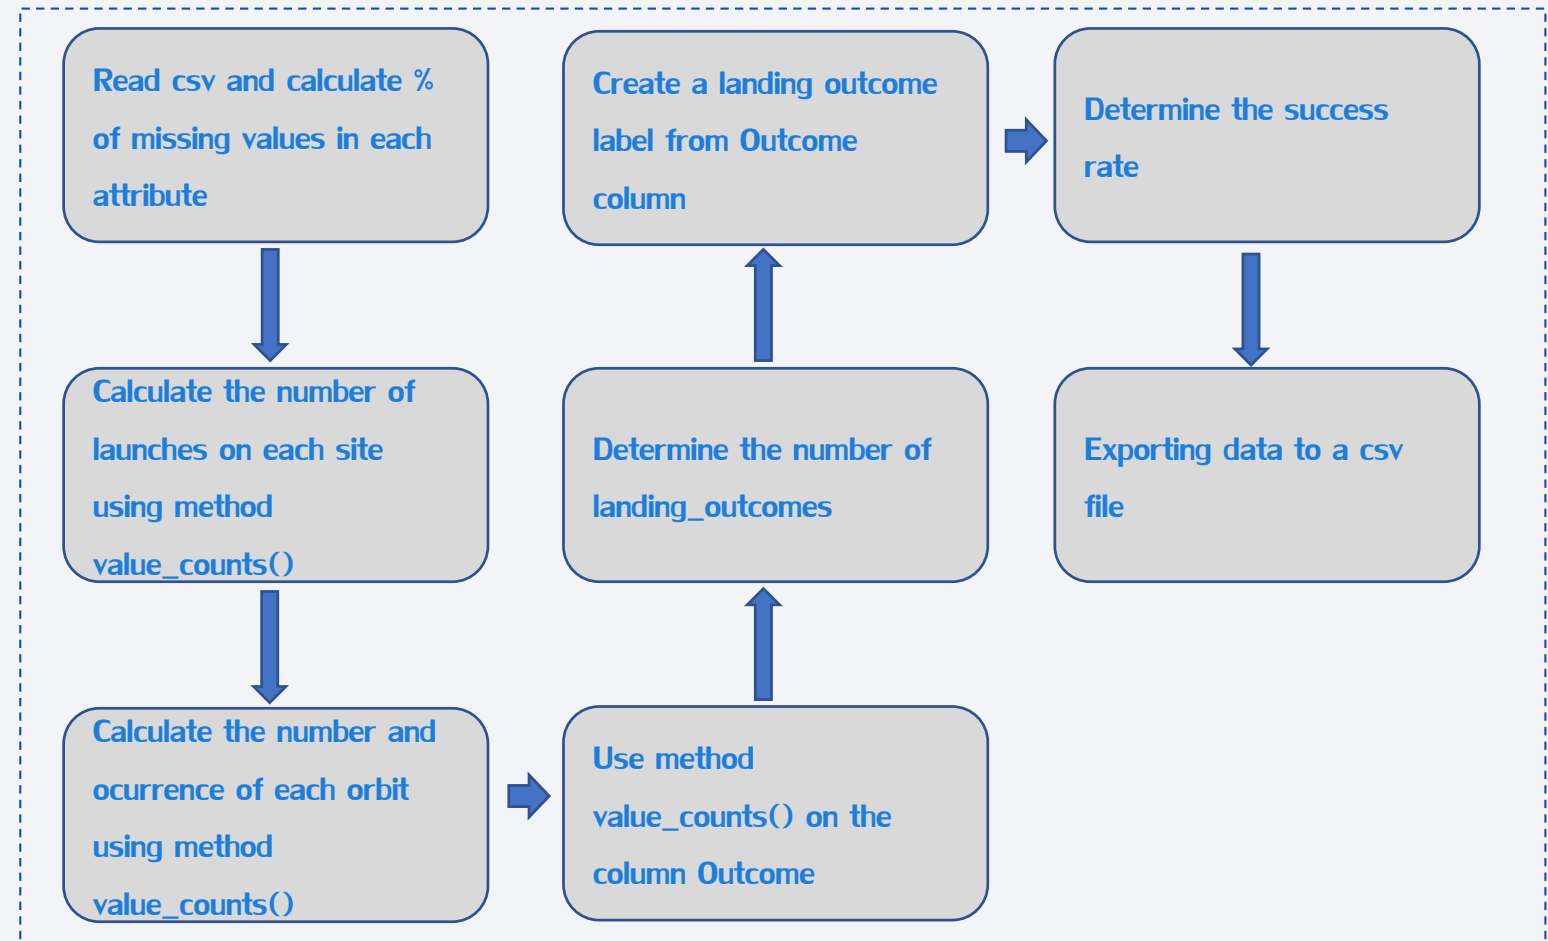 Read csv and calculate %
of missing values in each
attribute
Calculate the number of
launches on each site
using method
value_counts()
Calculate the number and
ocurrence of each orbit
using method
value_counts()
Use method
value_counts() on the
column Outcome
Determine the number of
landing_outcomes
Create a landing outcome
label from Outcome
column
Determine the success
rate
Exporting data to a csv
file